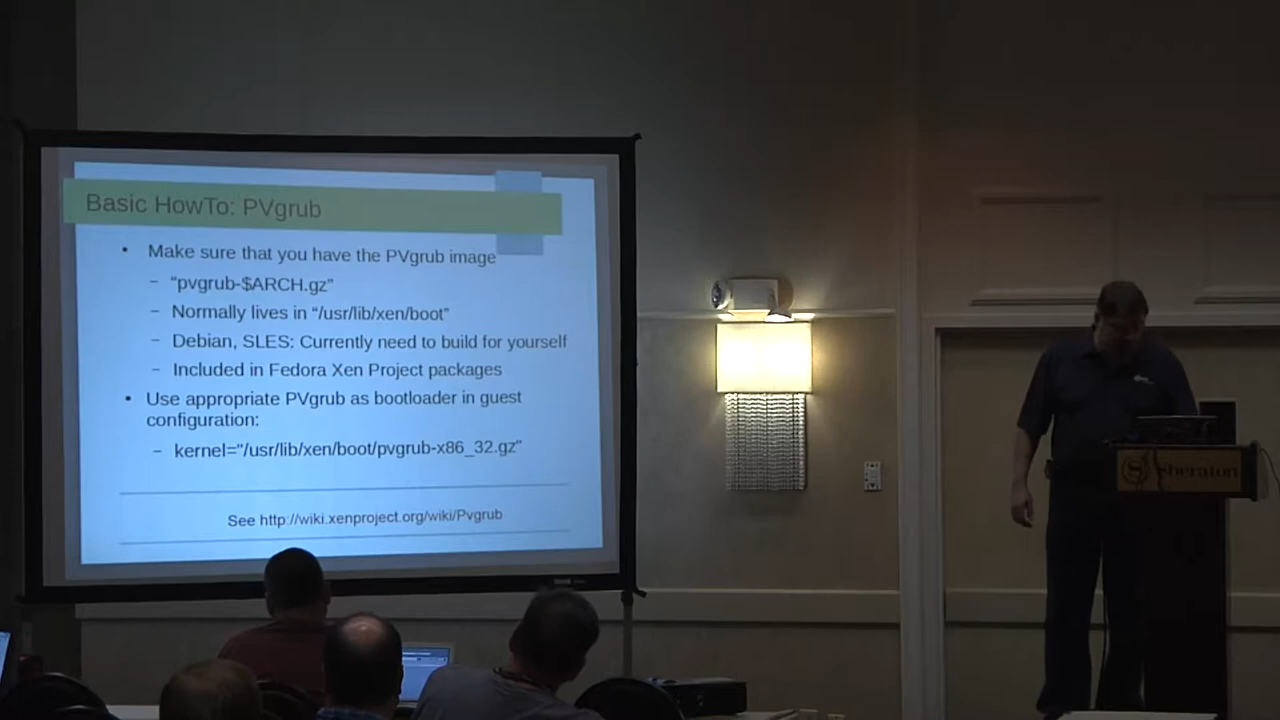 Basic HowTo: PVgrub
• Make sure that you have the PVgrub image
– "pvgrub-$ARCH.gz"
– Normally lives in "/usr/lib/xen/boot"
– Debian, SLES: Currently need to build for yourself
– Included in Fedora Xen Project packages
• Use appropriate PVgrub as bootloader in guest
configuration:
– kernel="/usr/lib/xen/boot/pvgrub-x86_32.gz"
See http://wiki.xenproject.org/wiki/Pvgrub
Sheraton